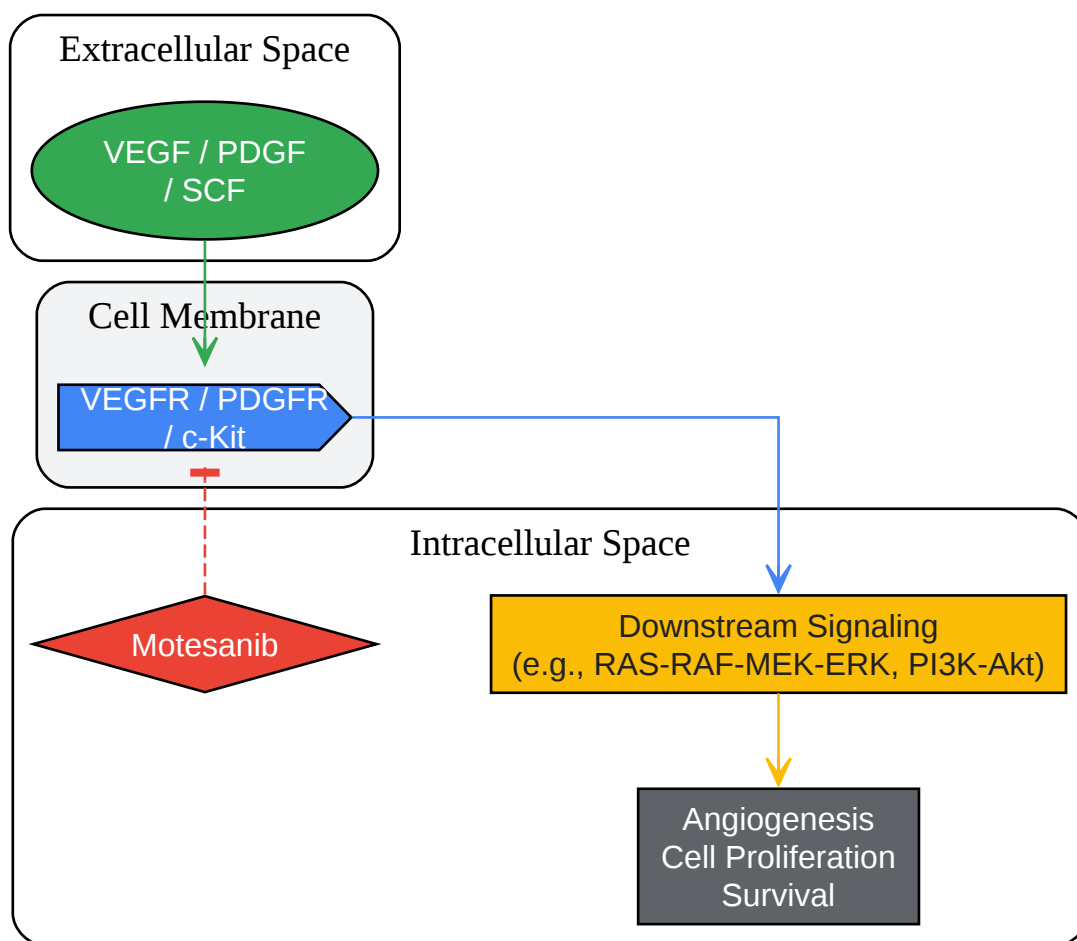 Extracellular Space
VEGF / PDGF
/ SCF
Cell Membrane
VEGFR / PDGFR
/ c-Kit
Intracellular Space
Motesanib
Downstream Signaling
(e.g., RAS-RAF-MEK-ERK, PI3K-Akt)
Angiogenesis
Cell Proliferation
Survival